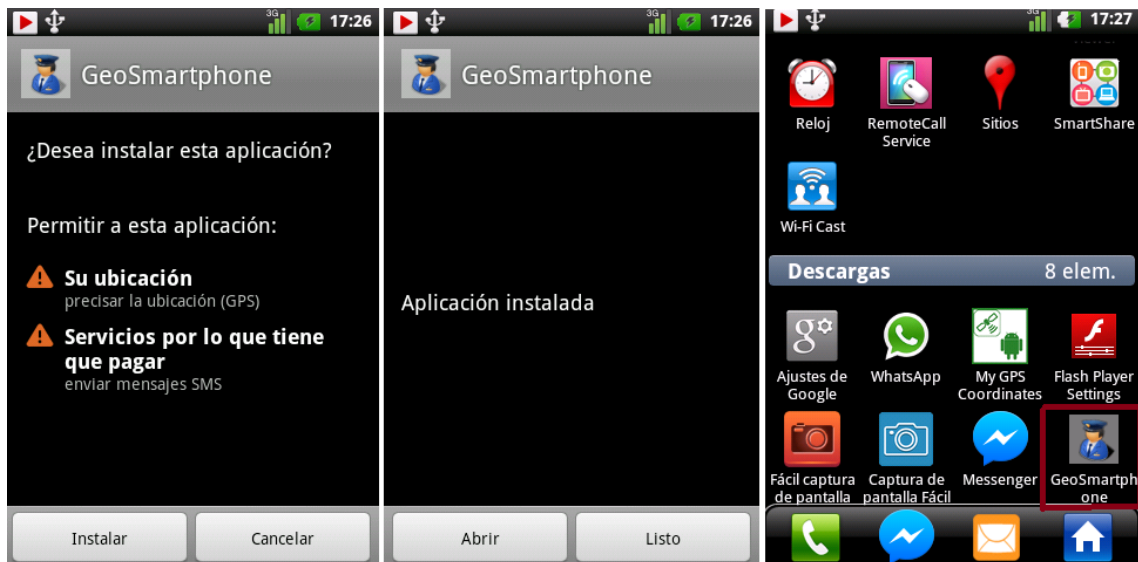 3G 17:26
GeoSmartphone
¿Desea instalar esta aplicación?
Permitir a esta aplicación:
Su ubicación
precisar la ubicación (GPS)
Servicios por lo que tiene
que pagar
enviar mensajes SMS
Instalar Cancelar
3G 17:26
GeoSmartphone
Aplicación instalada
Abrir Listo
3G 17:27
Reloj RemoteCall Sitios SmartShare
Service
Wi-Fi Cast
Descargas 8 elem.
Ajustes de WhatsApp My GPS Flash Player
Google Coordinates Settings
Fácil captura Captura de Messenger GeoSmartph
de pantalla pantalla Fácil one